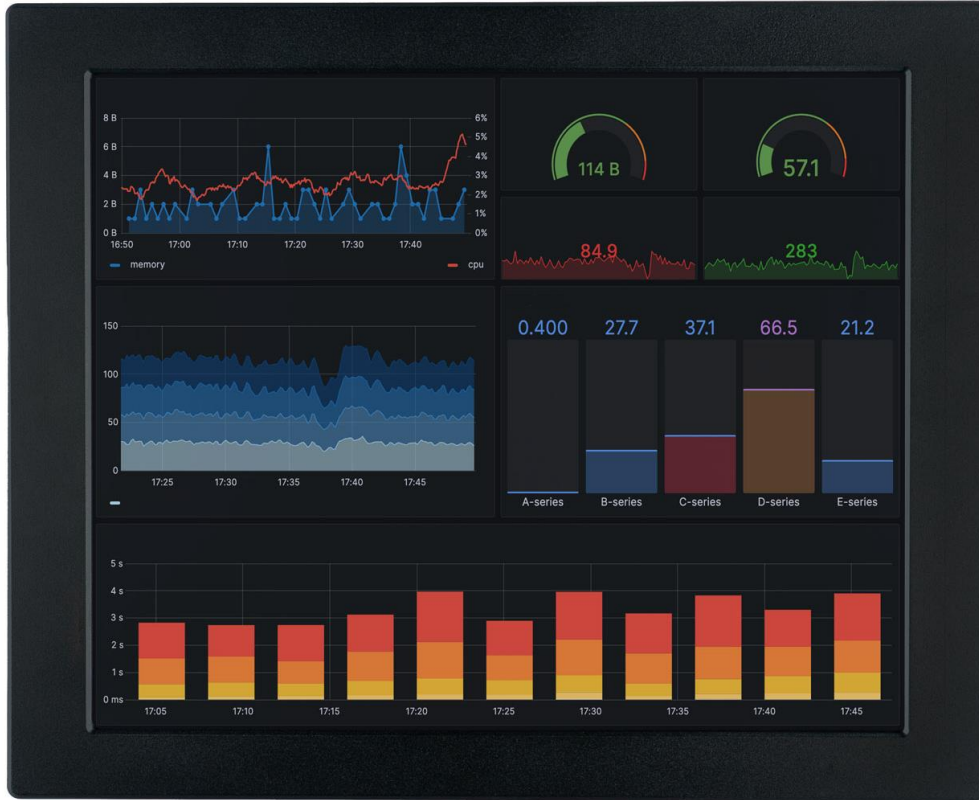 8 B
6 B
4 B
2 B
0 B
6%
5%
4%
3%
2%
1%
0%
16:50 17:00 17:10 17:20 17:30 17:40
memory cpu
114 B
57.1
84.9
283
150
100
50
0
17:25 17:30 17:35 17:40 17:45
0.400 27.7 37.1 66.5 21.2
A-series B-series C-series D-series E-series
5 s
4 s
3 s
2 s
1 s
0 ms
17:05 17:10 17:15 17:20 17:25 17:30 17:35 17:40 17:45